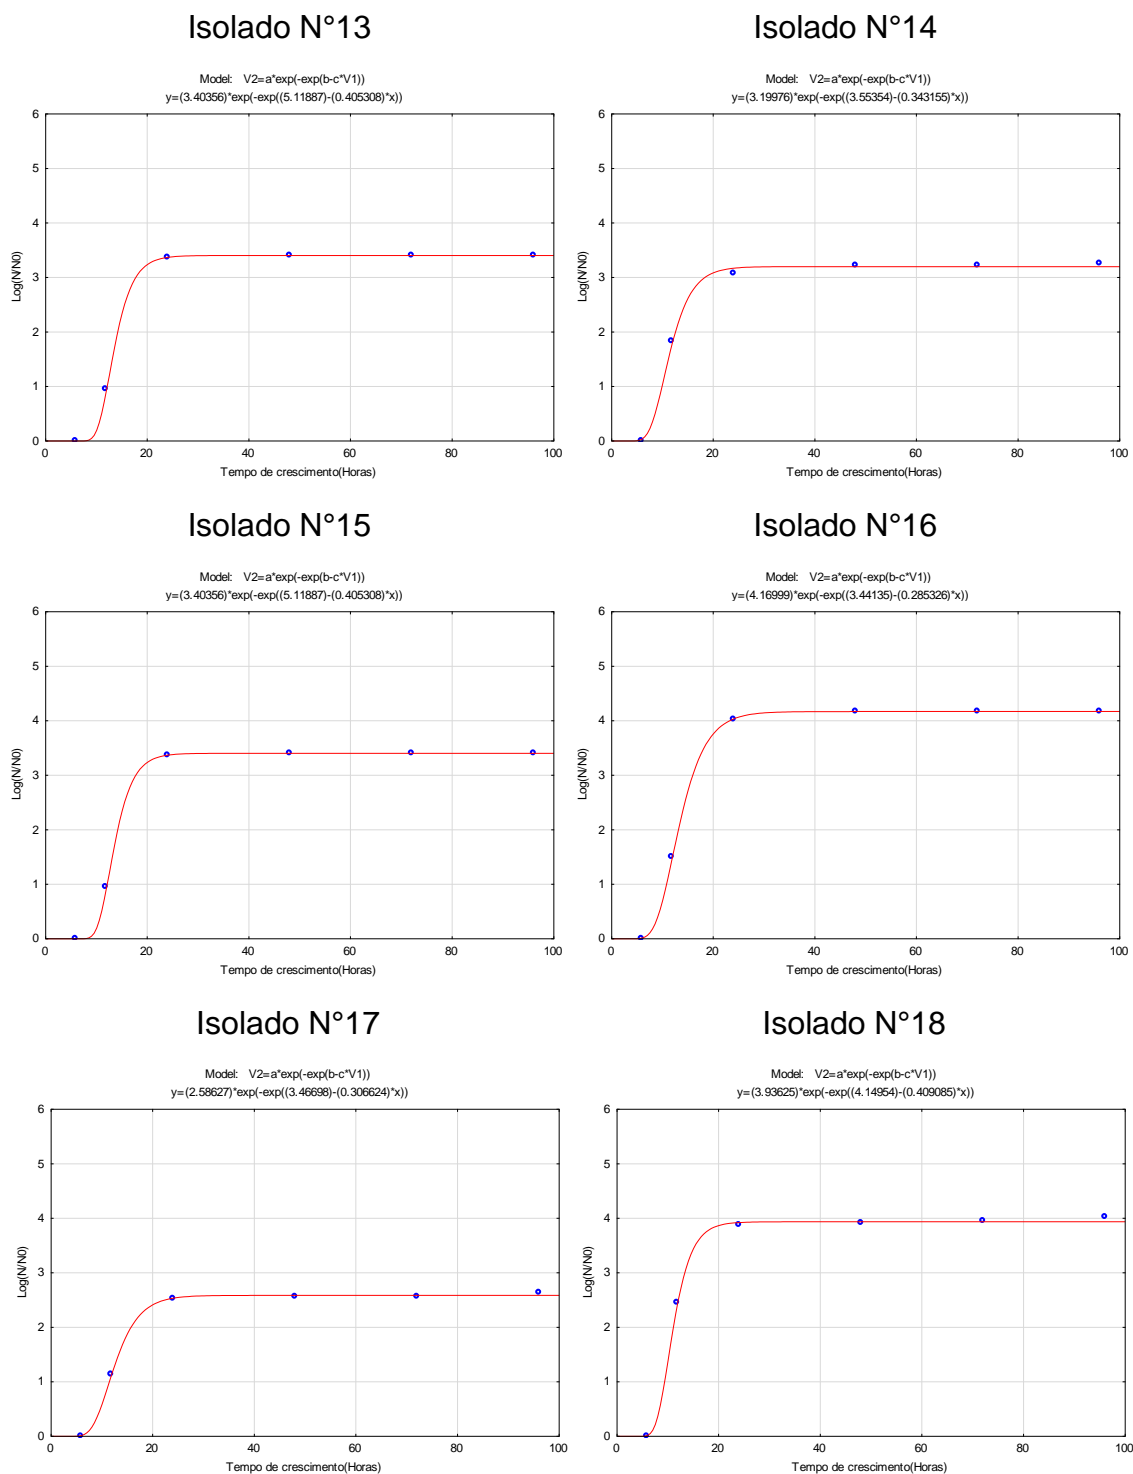 Isolado N°13
Model: V2=a*exp(-exp(b-c*V1))
y=(3.40356)*exp(-exp((5.11887)-(0.405308)*x))
6
5
4
3
2
1
0
Log(N/N0)
0 20 40 60 80 100
Tempo de crescimento(Horas)
Isolado N°14
Model: V2=a*exp(-exp(b-c*V1))
y=(3.19976)*exp(-exp((3.55354)-(0.343155)*x))
6
5
4
3
2
1
0
Log(N/N0)
0 20 40 60 80 100
Tempo de crescimento(Horas)
Isolado N°15
Model: V2=a*exp(-exp(b-c*V1))
y=(3.40356)*exp(-exp((5.11887)-(0.405308)*x))
6
5
4
3
2
1
0
Log(N/N0)
0 20 40 60 80 100
Tempo de crescimento(Horas)
Isolado N°16
Model: V2=a*exp(-exp(b-c*V1))
y=(4.16999)*exp(-exp((3.44135)-(0.285326)*x))
6
5
4
3
2
1
0
Log(N/N0)
0 20 40 60 80 100
Tempo de crescimento(Horas)
Isolado N°17
Model: V2=a*exp(-exp(b-c*V1))
y=(2.58627)*exp(-exp((3.46698)-(0.306624)*x))
6
5
4
3
2
1
0
Log(N/N0)
0 20 40 60 80 100
Tempo de crescimento(Horas)
Isolado N°18
Model: V2=a*exp(-exp(b-c*V1))
y=(3.93625)*exp(-exp((4.14954)-(0.409085)*x))
6
5
4
3
2
1
0
Log(N/N0)
0 20 40 60 80 100
Tempo de crescimento(Horas)